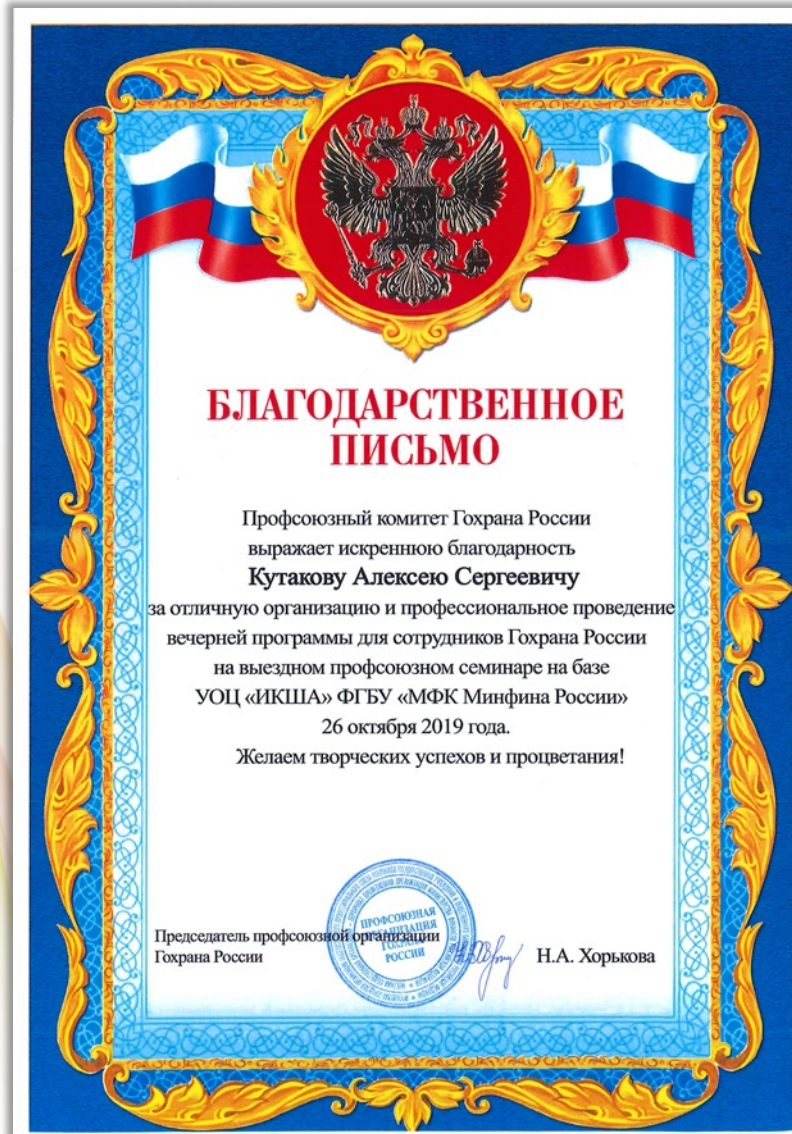 БЛАГОДАРСТВЕННОЕ
ПИСЬМО
Профсоюзный комитет Гохрана России
выражает искреннюю благодарность
Кутакову Алексею Сергеевичу
за отличную организацию и профессиональное проведение
вечерней программы для сотрудников Гохрана России
на выездном профсоюзном семинаре на базе
УОЦ «ИКША» ФГБУ «МФК Минфина России»
26 октября 2019 года.
Желаем творческих успехов и процветания!
ПРОФСОЮЗНАЯ
ОРГАНИЗАЦИЯ
ГОХРАНА
РОССИИ
Председатель профсоюзной организации
Гохрана России
Н.А. Хорькова